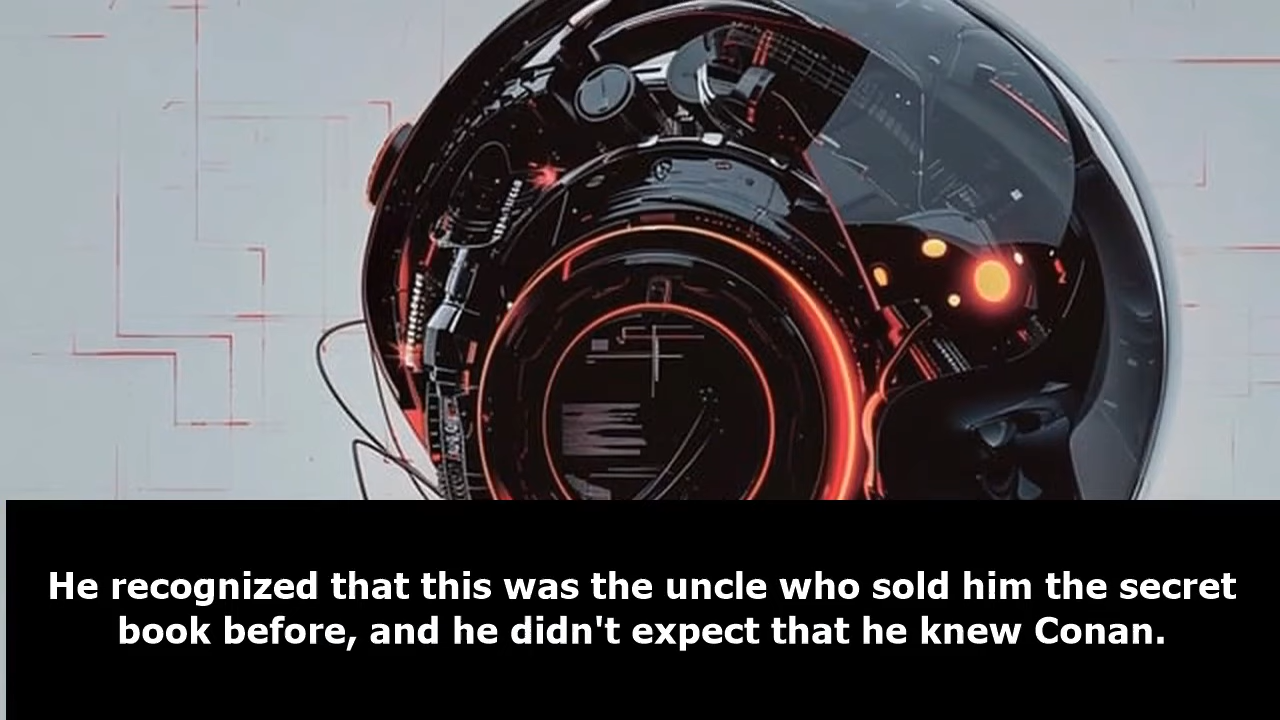 He recognized that this was the uncle who sold him the secret
book before, and he didn't expect that he knew Conan.